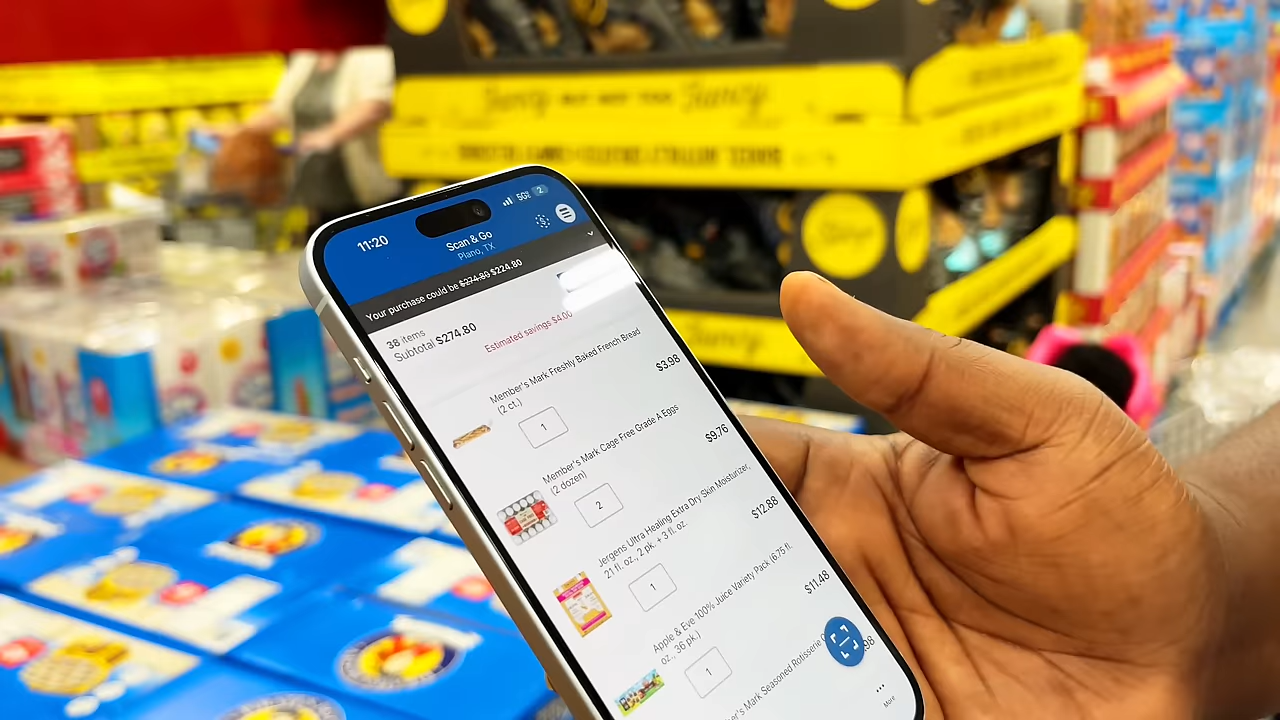 11:20
5G
2
Scan & Go
Plano, TX
Your purchase could be $274.80 $224.80
38 items
Subtotal $274.80
Estimated savings $4.00
Member's Mark Freshly Baked French Bread
(2 ct.)
$3.98
1
Member's Mark Cage Free Grade A Eggs
(2 dozen)
$9.76
2
Jergens Ultra Healing Extra Dry Skin Moisturizer,
21 fl. oz., 2 pk. + 3 fl. oz.
$12.88
1
Apple & Eve 100% Juice Variety Pack (6.75 fl.
oz., 36 pk.)
$11.48
1
Mark Seasoned Rotisserie
98
More